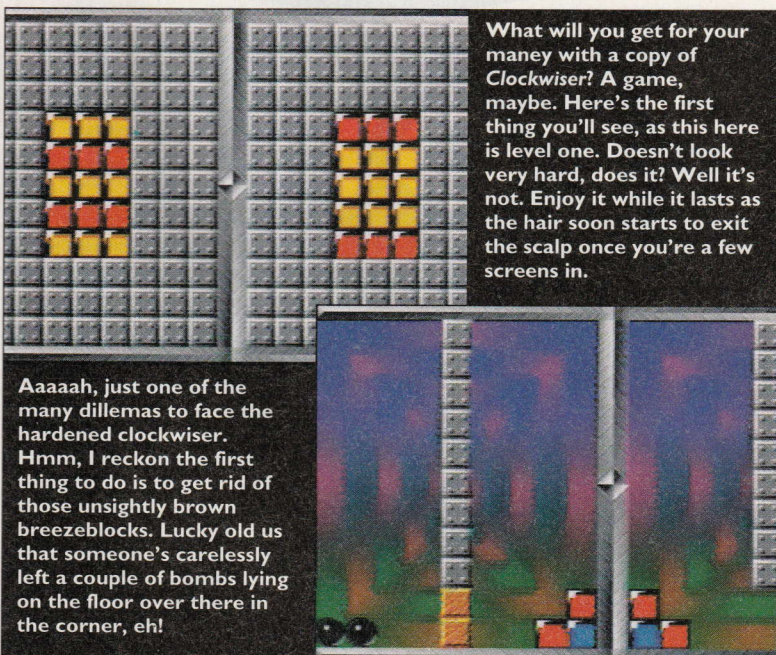 What will you get for your
maney with a copy of
Clockwiser? A game,
maybe. Here's the first
thing you'll see, as this here
is level one. Doesn't look
very hard, does it? Well it's
not. Enjoy it while it lasts as
the hair soon starts to exit
the scalp once you're a few
screens in.
Aaaaah, just one of the
many dillemas to face the
hardened clockwiser.
Hmm, I reckon the first
thing to do is to get rid of
those unsightly brown
breezeblocks. Lucky old us
that someone's carelessly
left a couple of bombs lying
on the floor over there in
the corner, eh!